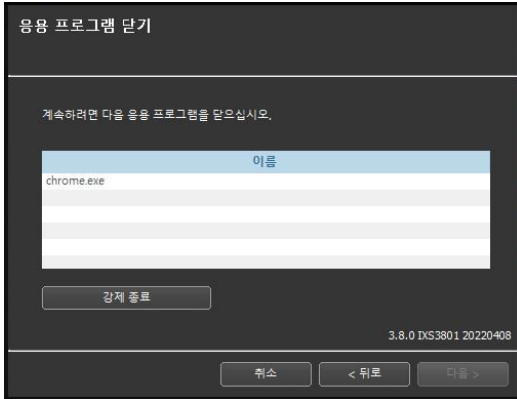 응용 프로그램 닫기
계속하려면 다음 응용 프로그램을 닫으십시오.
이름
chrome.exe
강제 종료
3.8.0 IXS3801 20220408
취소
< 뒤로
다음 >